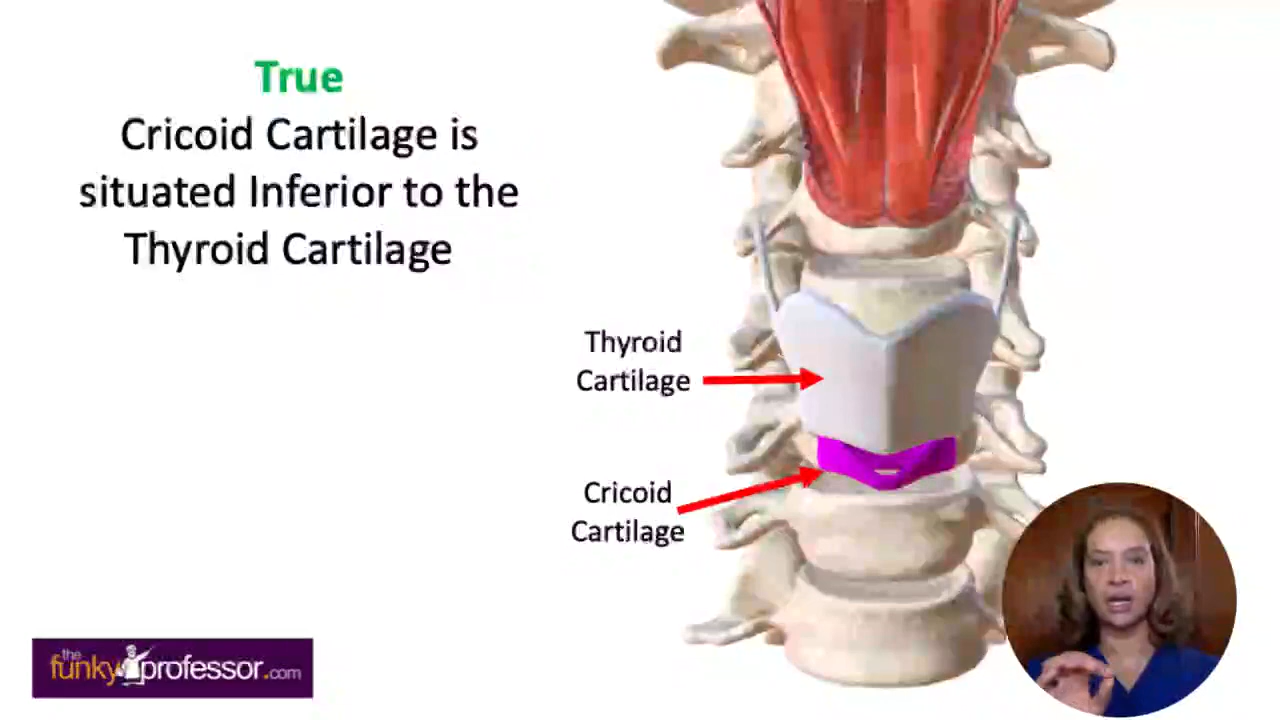 True
Cricoid Cartilage is
situated Inferior to the
Thyroid Cartilage
Thyroid
Cartilage
Cricoid
Cartilage
the
funky professor.com